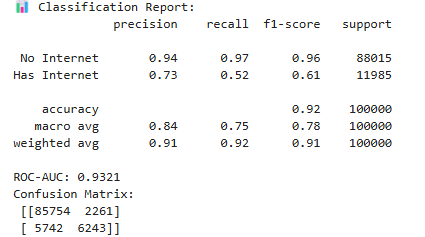 📊 Classification Report:
              precision    recall  f1-score   support

 No Internet       0.94      0.97      0.96     88015
Has Internet       0.73      0.52      0.61     11985

    accuracy                           0.92    100000
   macro avg       0.84      0.75      0.78    100000
weighted avg       0.91      0.92      0.91    100000

ROC-AUC: 0.9321
Confusion Matrix:
 [[85754  2261]
 [ 5742  6243]]